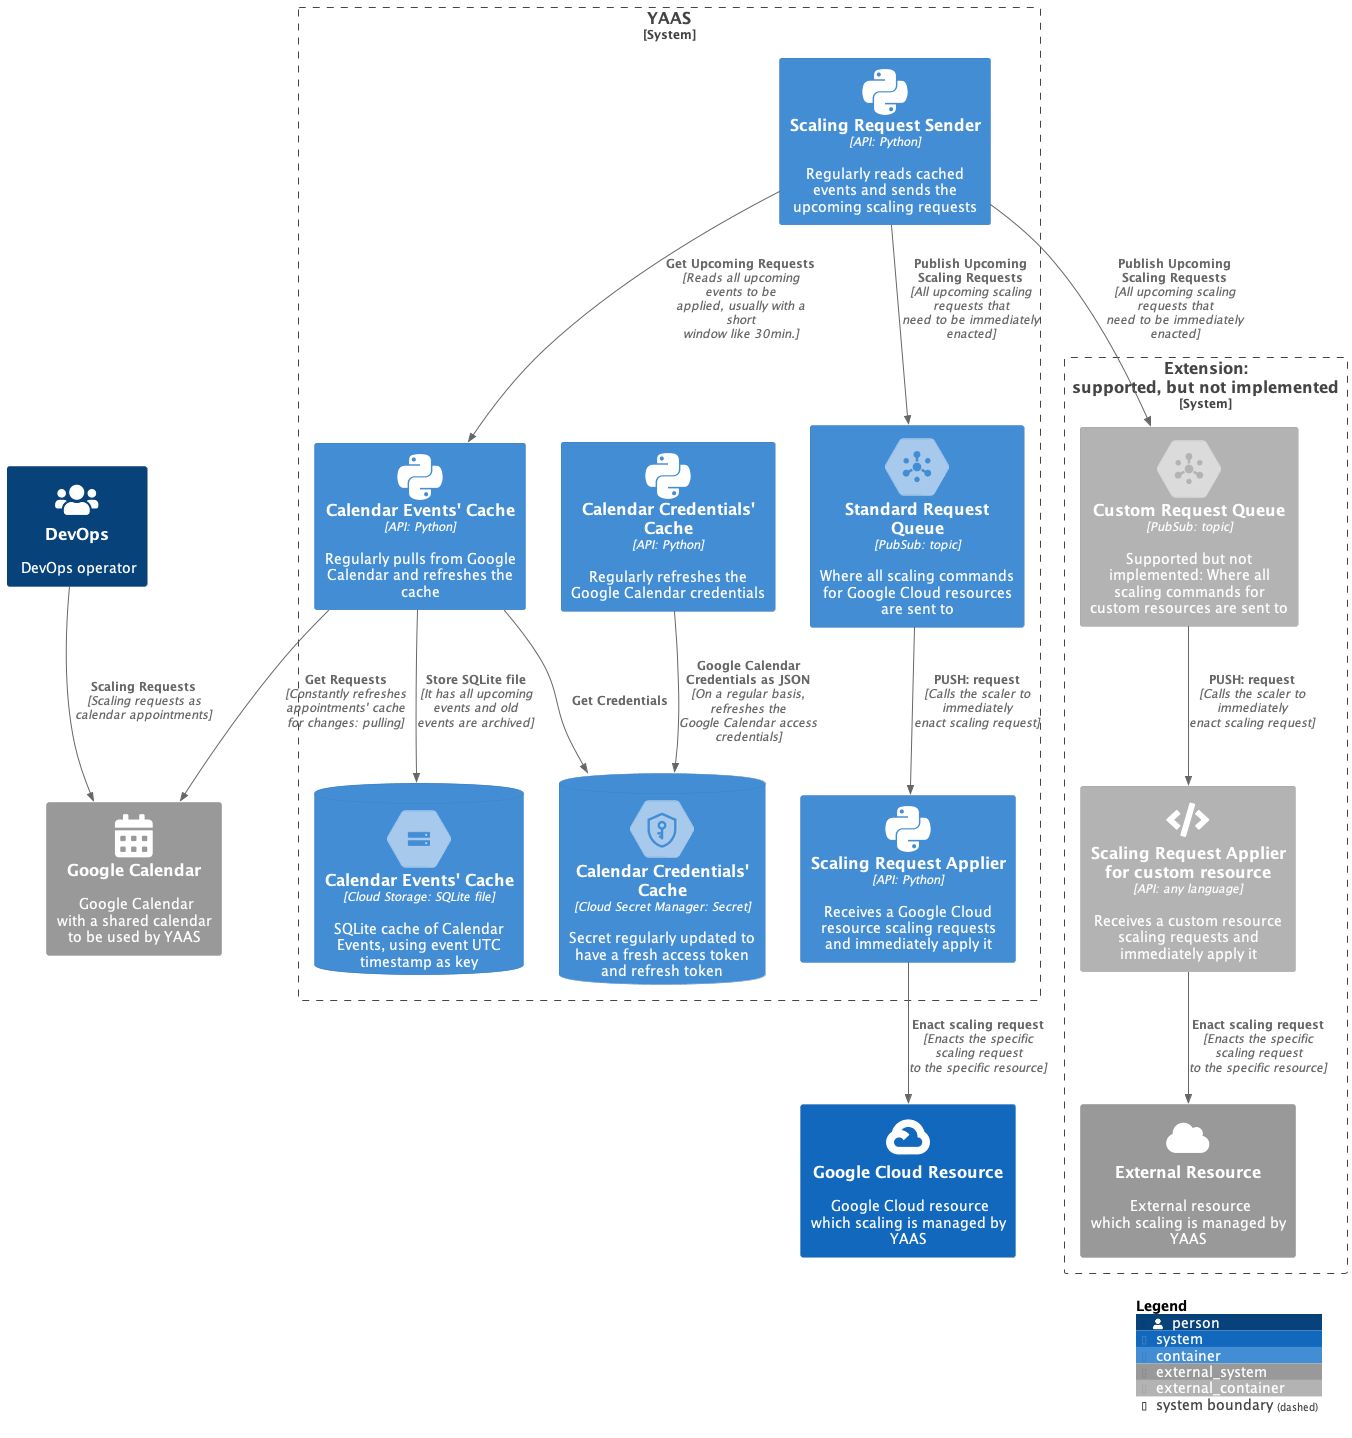 YAAS
[System]
Scaling Request Sender
[API: Python]
Regularly reads cached
events and sends the
upcoming scaling requests
Get Upcoming Requests
[Reads all upcoming
events to be
applied, usually with a
short
window like 30min.]
Publish Upcoming
Scaling Requests
[All upcoming scaling
requests that
need to be immediately
enacted]
Publish Upcoming
Scaling Requests
[All upcoming scaling
requests that
need to be immediately
enacted]
Extension:
supported, but not implemented
[System]
DevOps
DevOps operator
Calendar Events' Cache
[API: Python]
Regularly pulls from Google
Calendar and refreshes the
cache
Calendar Credentials'
Cache
[API: Python]
Regularly refreshes the
Google Calendar credentials
Standard Request
Queue
[PubSub: topic]
Where all scaling commands
for Google Cloud resources
are sent to
Custom Request Queue
[PubSub: topic]
Supported but not
implemented: Where all
scaling commands for
custom resources are sent to
Scaling Requests
[Scaling requests as
calendar appointments]
Get Requests
[Constantly refreshes
appointments' cache
for changes: pulling]
Store SQLite file
[It has all upcoming
events and old
events are archived]
Get Credentials
Google Calendar
Credentials as JSON
[On a regular basis,
refreshes the
Google Calendar access
credentials]
PUSH: request
[Calls the scaler to
immediately
enact scaling request]
PUSH: request
[Calls the scaler to
immediately
enact scaling request]
Google Calendar
Google Calendar
with a shared calendar
to be used by YAAS
Calendar Events' Cache
[Cloud Storage: SQLite file]
SQLite cache of Calendar
Events, using event UTC
timestamp as key
Calendar Credentials'
Cache
[Cloud Secret Manager: Secret]
Secret regularly updated to
have a fresh access token
and refresh token
Scaling Request Applier
[API: Python]
Receives a Google Cloud
resource scaling requests
and immediately apply it
Scaling Request Applier
for custom resource
[API: any language]
Receives a custom resource
scaling requests and
immediately apply it
Enact scaling request
[Enacts the specific
scaling request
to the specific resource]
Enact scaling request
[Enacts the specific
scaling request
to the specific resource]
Google Cloud Resource
Google Cloud resource
which scaling is managed by
YAAS
External Resource
External resource
which scaling is managed by
YAAS
Legend
person
system
container
external_system
external_container
system boundary (dashed)